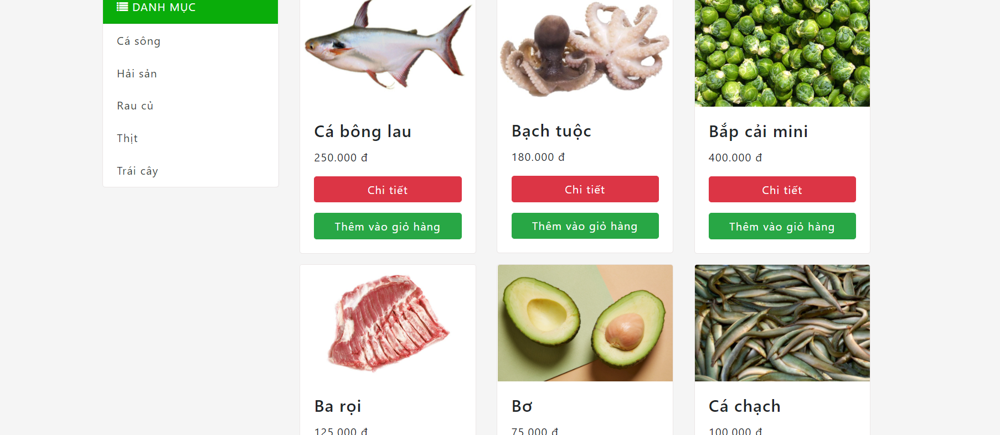 DANH MỤC
Cá sông
Hải sản
Rau củ
Thịt
Trái cây
Cá bông lau
250.000 đ
Chi tiết
Thêm vào giỏ hàng
Bạch tuộc
180.000 đ
Chi tiết
Thêm vào giỏ hàng
Bắp cải mini
400.000 đ
Chi tiết
Thêm vào giỏ hàng
Ba rọi
125.000 đ
Bơ
75.000 đ
Cá chạch
100.000 đ